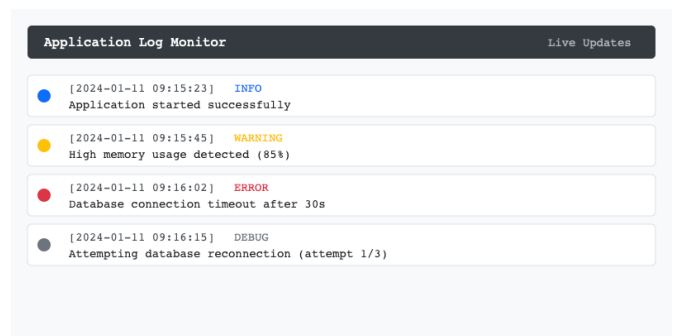 Application Log Monitor
Live Updates
[2024-01-11 09:15:23] INFO
Application started successfully
[2024-01-11 09:15:45] WARNING
High memory usage detected (85%)
[2024-01-11 09:16:02] ERROR
Database connection timeout after 30s
[2024-01-11 09:16:15] DEBUG
Attempting database reconnection (attempt 1/3)